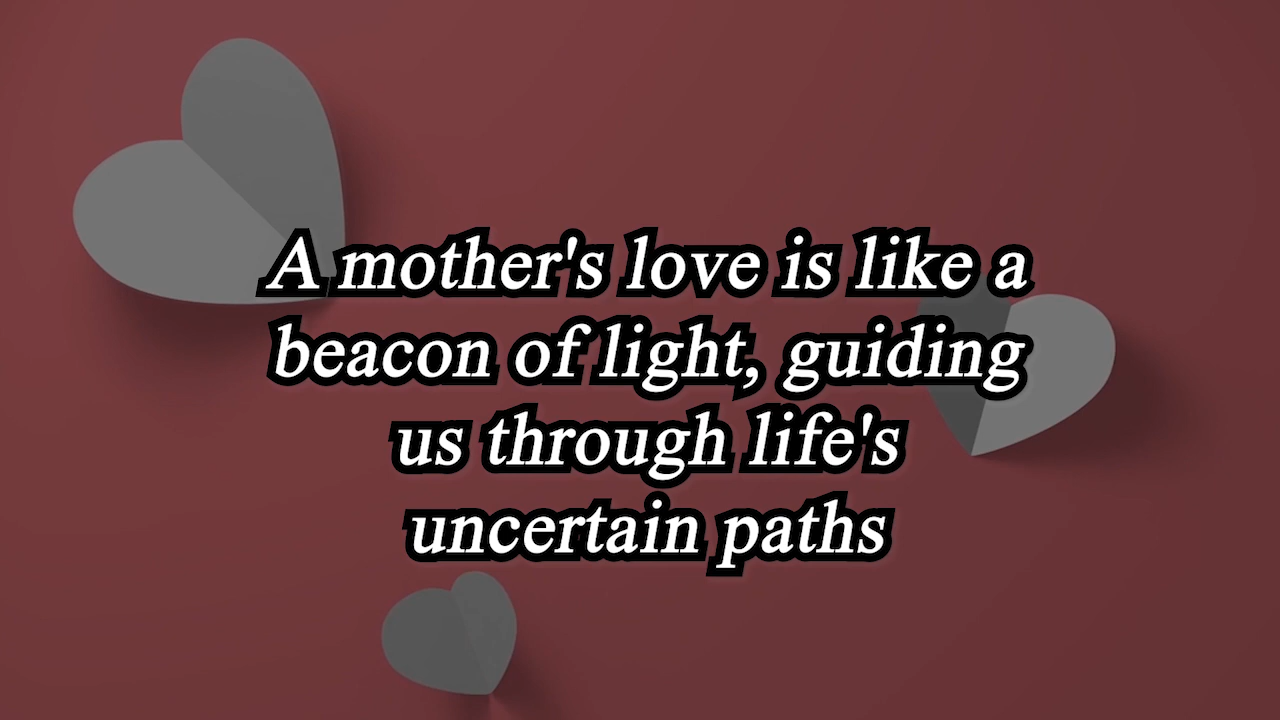 A mother's love is like a
beacon of light, guiding
us through life's
uncertain paths